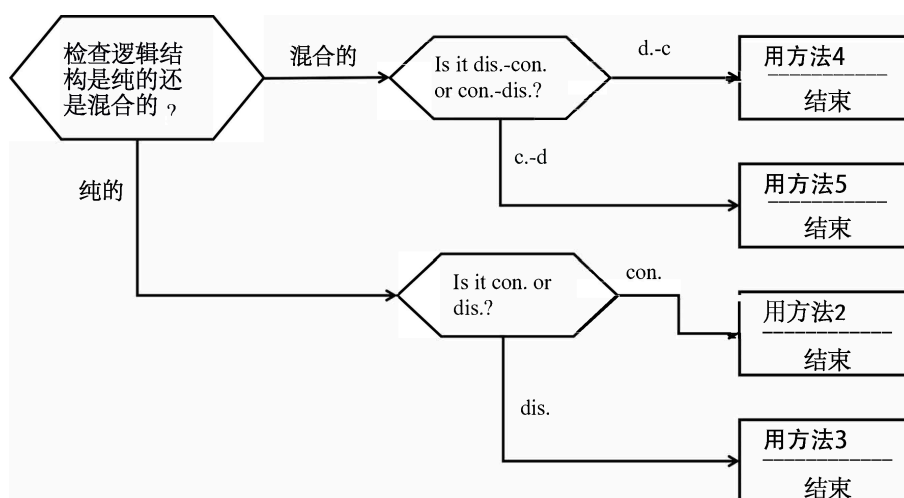 检查逻辑结
构是纯的还
是混合的 ?
混合的
Is it dis.-con.
or con.-dis.?
d.-c
用方法4
结束
c.-d
用方法5
结束
纯的
Is it con. or
dis.?
con.
用方法2
结束
dis.
用方法3
结束